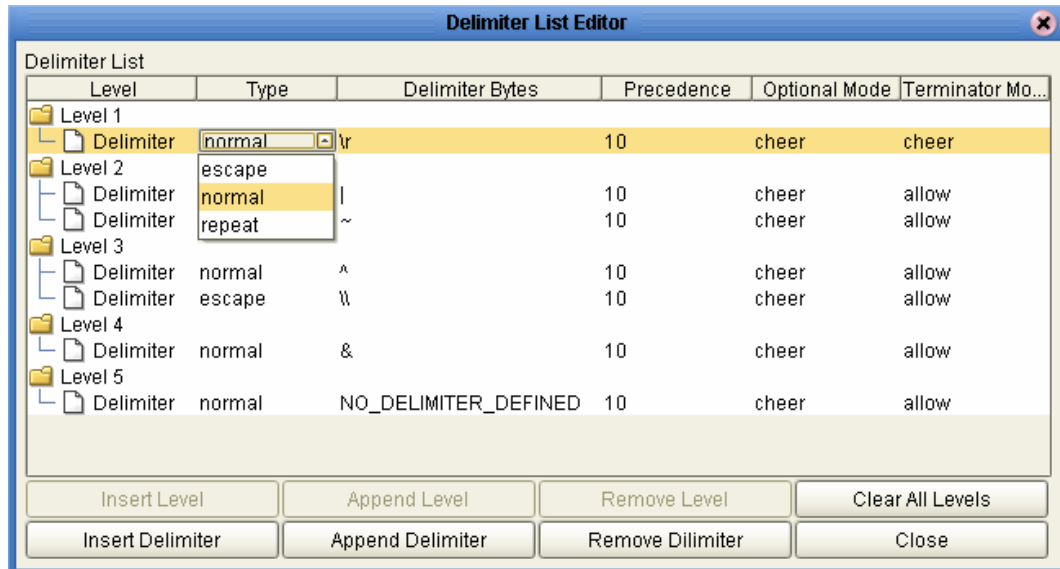 Delimiter List Editor
Delimiter List
Level Type Delimiter Bytes Precedence Optional Mode Terminator Mo...
Level 1
Delimiter normal \r 10 cheer cheer
Level 2
escape
Delimiter normal | 10 cheer allow
Delimiter repeat ~ 10 cheer allow
Level 3
Delimiter normal ^ 10 cheer allow
Delimiter escape \\ 10 cheer allow
Level 4
Delimiter normal & 10 cheer allow
Level 5
Delimiter normal NO_DELIMITER_DEFINED 10 cheer allow
Insert Level Append Level Remove Level Clear All Levels
Insert Delimiter Append Delimiter Remove Dilimiter Close